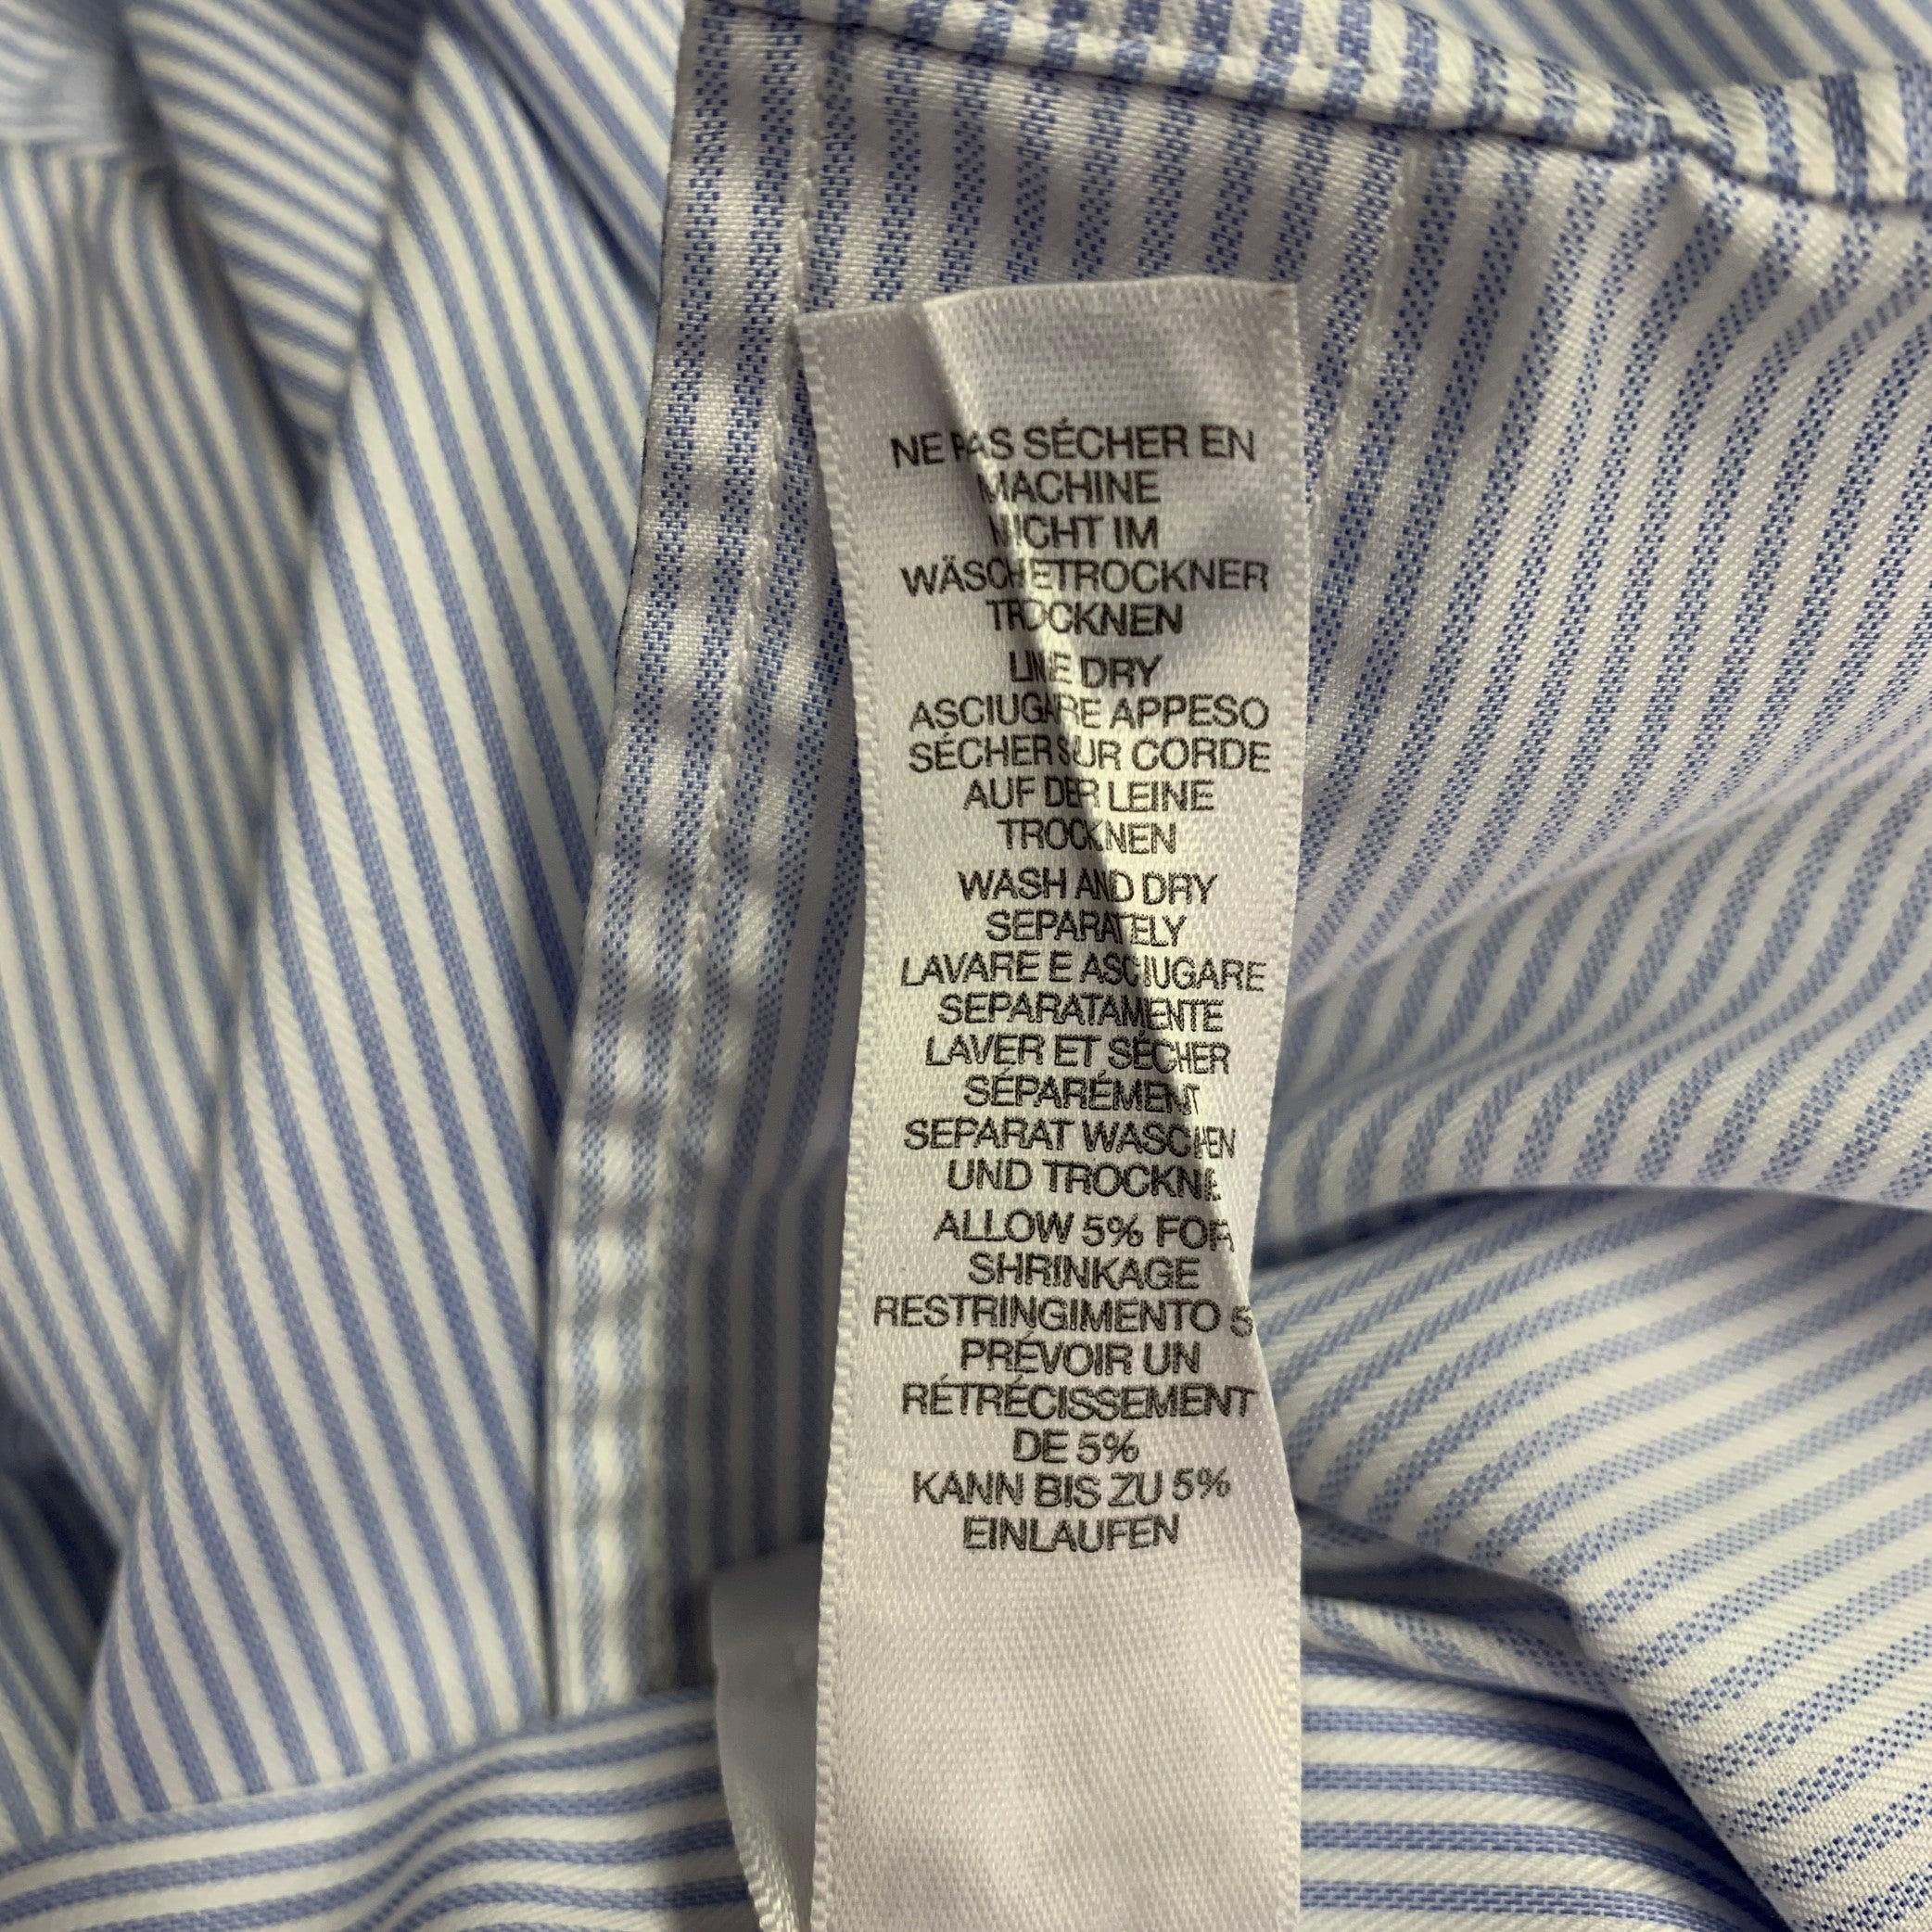 NE PAS SÉCHER EN
MACHINE
NICHT IM
WÄSCHETROCKNER
TROCKNEN
LINE DRY
ASCIUGARE APPESO
SÉCHER SUR CORDE
AUF DER LEINE
TROCKNEN
WASH AND DRY
SEPARATELY
LAVARE E ASCIUGARE
SEPARATAMENTE
LAVER ET SÉCHER
SÉPARÉMENT
SEPARAT WASCHEN
UND TROCKNE
ALLOW 5% FOR
SHRINKAGE
RESTRINGIMENTO 5
PRÉVOIR UN
RÉTRÉCISSEMENT
DE 5%
KANN BIS ZU 5%
EINLAUFEN